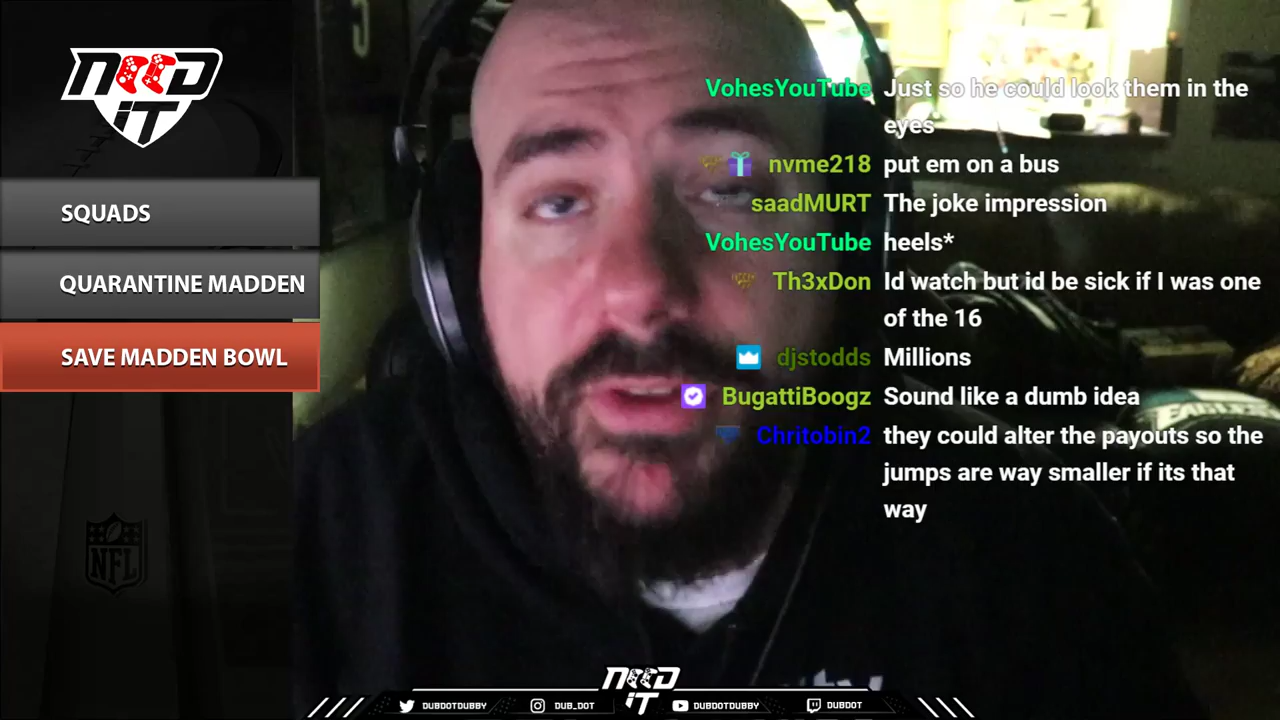 NEED
iT
SQUADS
QUARANTINE MADDEN
SAVE MADDEN BOWL
NFL
VohesYouTube Just so he could look them in the
eyes
nvme218 put em on a bus
saadMURT The joke impression
VohesYouTube heels*
Th3xDon Id watch but id be sick if I was one
of the 16
djstodds Millions
BugattiBoogz Sound like a dumb idea
EAGLES
Chritobin2 they could alter the payouts so the
jumps are way smaller if its that
way
NEED
iT
DUBDOTDUBBY DUB_DOT DUBDOTDUBBY DUBDOT